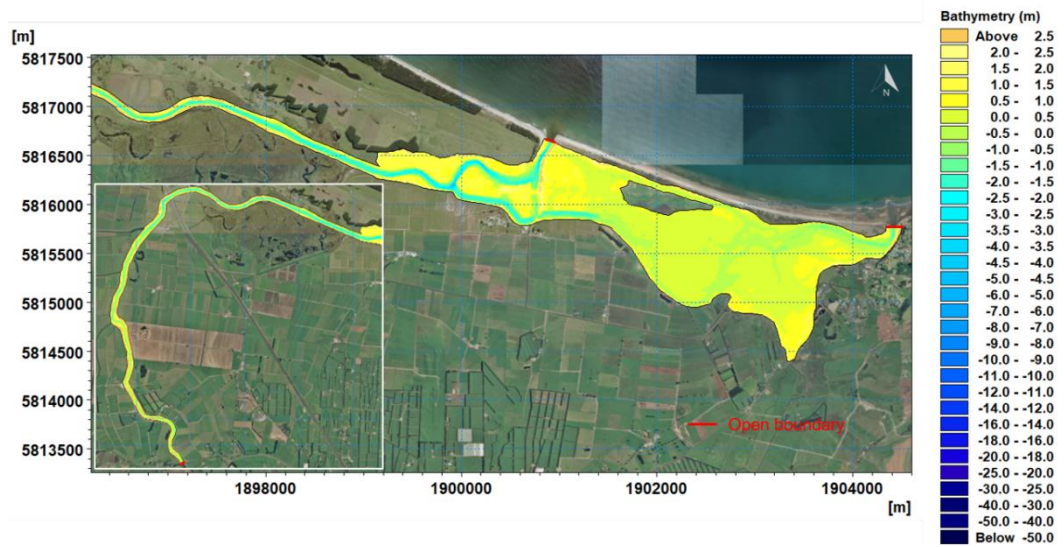 Bathymetry (m)
[m]
5817500
5817000
5816500
5816000
5815500
5815000
5814500
5814000
5813500
1898000
1900000
1902000
1904000
[m]
N
Open boundary
Above 2.5
2.0 - 2.5
1.5 - 2.0
1.0 - 1.5
0.5 - 1.0
0.0 - 0.5
-0.5 - 0.0
-1.0 - -0.5
-1.5 - -1.0
-2.0 - -1.5
-2.5 - -2.0
-3.0 - -2.5
-3.5 - -3.0
-4.0 - -3.5
-4.5 - -4.0
-5.0 - -4.5
-6.0 - -5.0
-7.0 - -6.0
-8.0 - -7.0
-9.0 - -8.0
-10.0 - -9.0
-11.0 - -10.0
-12.0 - -11.0
-14.0 - -12.0
-16.0 - -14.0
-18.0 - -16.0
-20.0 - -18.0
-25.0 - -20.0
-30.0 - -25.0
-40.0 - -30.0
-50.0 - -40.0
Below -50.0